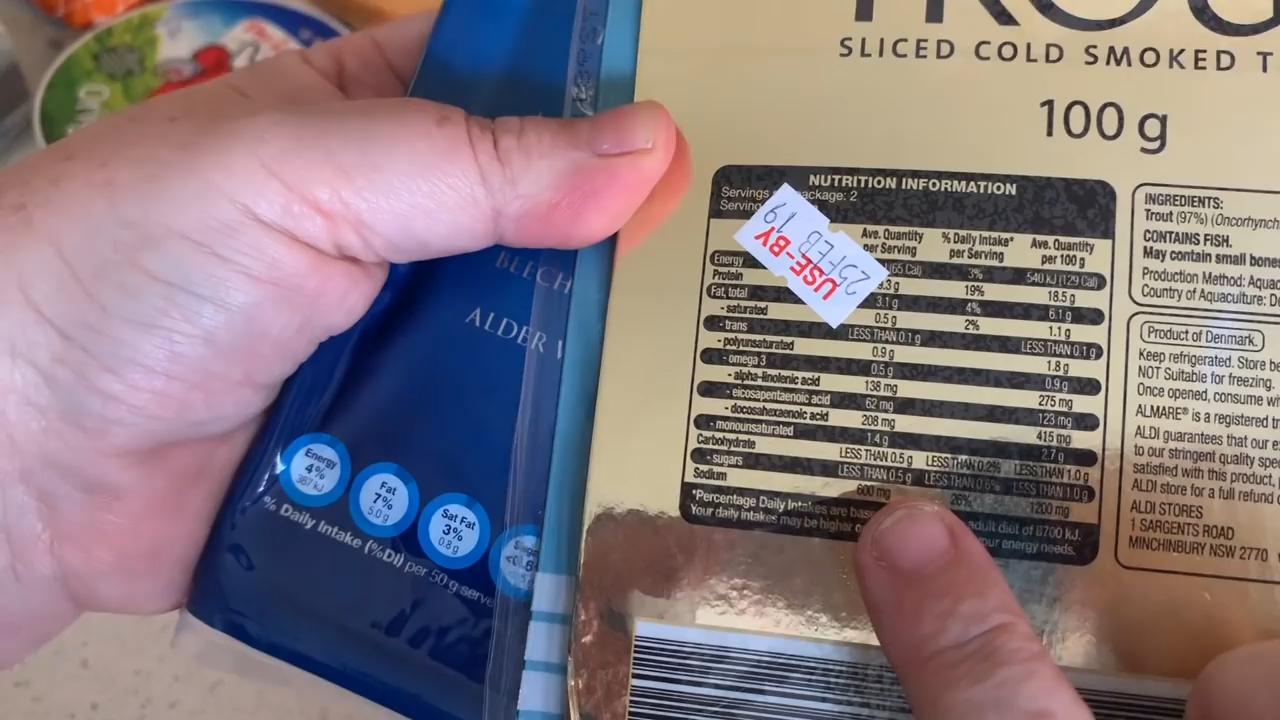 SLICED COLD SMOKED T
100 g
NUTRITION INFORMATION
Servings package: 2
Serving
Ave. Quantity per Serving
% Daily Intake* per Serving
Ave. Quantity per 100 g
Energy (65 Cal) 3% 540 kJ (129 Cal)
Protein 9.3 g 19% 18.5 g
Fat, total 3.1 g 4% 6.1 g
- saturated 0.5 g 2% 1.1 g
- trans LESS THAN 0.1 g LESS THAN 0.1 g
- polyunsaturated 0.9 g 1.8 g
- omega 3 0.5 g 0.9 g
- alpha-linolenic acid 138 mg 275 mg
- eicosapentaenoic acid 62 mg 123 mg
- docosahexaenoic acid 208 mg 415 mg
- monounsaturated 1.4 g 2.7 g
Carbohydrate LESS THAN 0.5 g LESS THAN 0.2% LESS THAN 1.0 g
- sugars LESS THAN 0.5 g LESS THAN 0.6% LESS THAN 1.0 g
Sodium 600 mg 26% 1200 mg
*Percentage Daily Intakes are bas adult diet of 8700 kJ.
Your daily intakes may be higher o our energy needs.
USE-BY
25 FEB 19
INGREDIENTS:
Trout (97%) (Oncorhynch
CONTAINS FISH.
May contain small bones
Production Method: Aquac
Country of Aquaculture: D
Product of Denmark.
Keep refrigerated. Store be
NOT Suitable for freezing.
Once opened, consume wi
ALMARE® is a registered tr
ALDI guarantees that our e
to our stringent quality spe
satisfied with this product,
ALDI store for a full refund
ALDI STORES
1 SARGENTS ROAD
MINCHINBURY NSW 2770
BEECH
ALDER
Energy
4%
387 kJ
Fat
7%
5.0 g
Sat Fat
3%
0.8 g
% Daily Intake (%DI) per 50 g serve